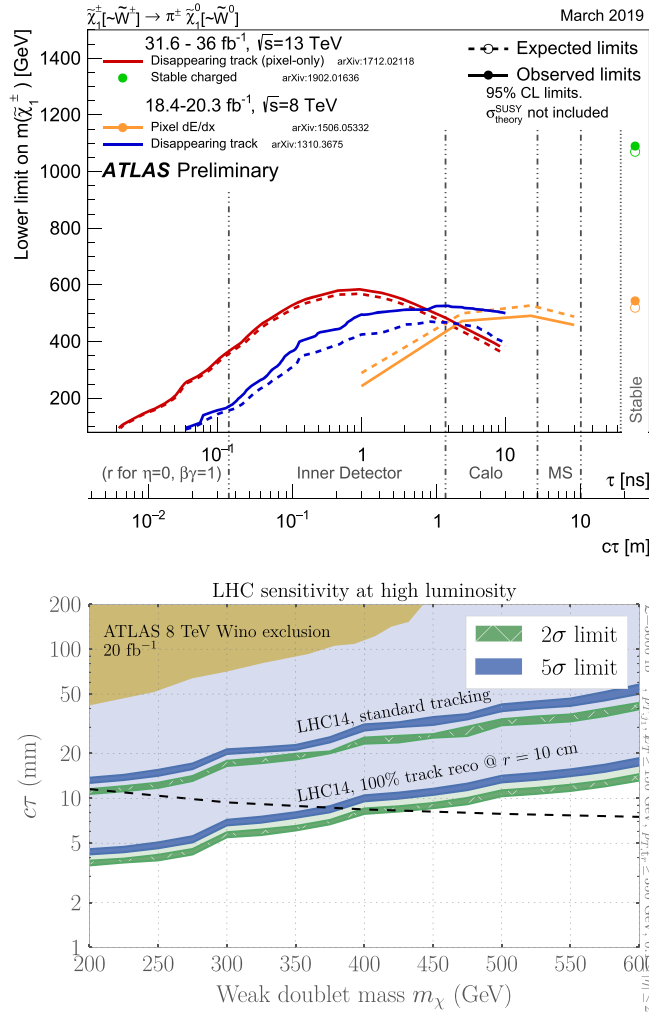 χ̃₁±[~W̃±] → π± χ̃₁⁰[~W̃⁰]
March 2019
31.6 - 36 fb⁻¹, √s=13 TeV
Disappearing track (pixel-only) arXiv:1712.02118
Stable charged arXiv:1902.01636
18.4-20.3 fb⁻¹, √s=8 TeV
Pixel dE/dx arXiv:1506.05332
Disappearing track arXiv:1310.3675
ATLAS Preliminary
Expected limits
Observed limits
95% CL limits.
σ^SUSY_theory not included
Lower limit on m(χ̃₁±) [GeV]
1400
1200
1000
800
600
400
200
Stable
10⁻¹ 1 10
(r for η=0, βγ=1) Inner Detector Calo MS τ [ns]
10⁻² 10⁻¹ 1 10
cτ [m]
LHC sensitivity at high luminosity
ATLAS 8 TeV Wino exclusion
20 fb⁻¹
2σ limit
5σ limit
LHC14, standard tracking
LHC14, 100% track reco @ r = 10 cm
cτ (mm)
200
100
50
20
10
5
2
1
200 250 300 350 400 450 500 550 600
Weak doublet mass m_χ (GeV)